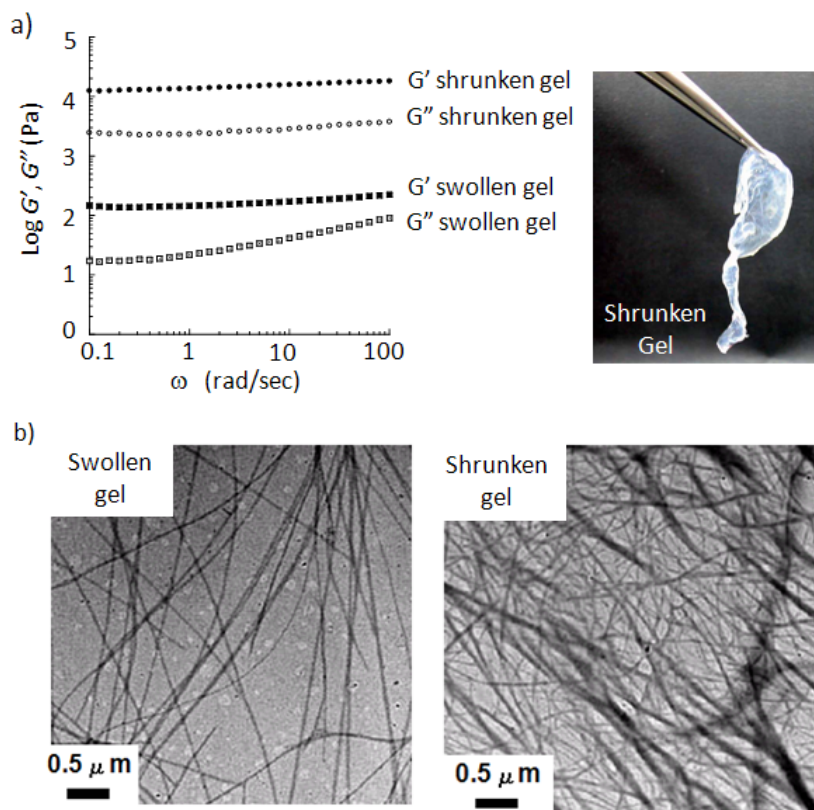 a)
5
4
3
2
1
0
Log G′, G″ (Pa)
0.1
1
10
100
ω (rad/sec)
G′ shrunken gel
G″ shrunken gel
G′ swollen gel
G″ swollen gel
Shrunken
Gel
b)
Swollen
gel
0.5 μm
Shrunken
gel
0.5 μm